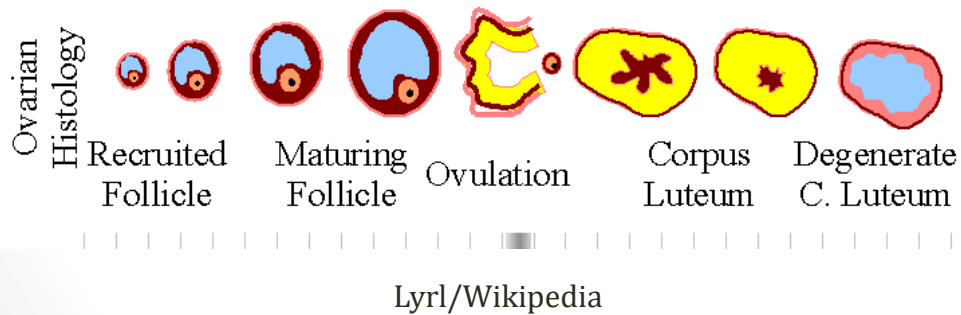 Ovarian
Histology
Recruited
Follicle
Maturing
Follicle
Ovulation
Corpus
Luteum
Degenerate
C. Luteum
Lyrl/Wikipedia